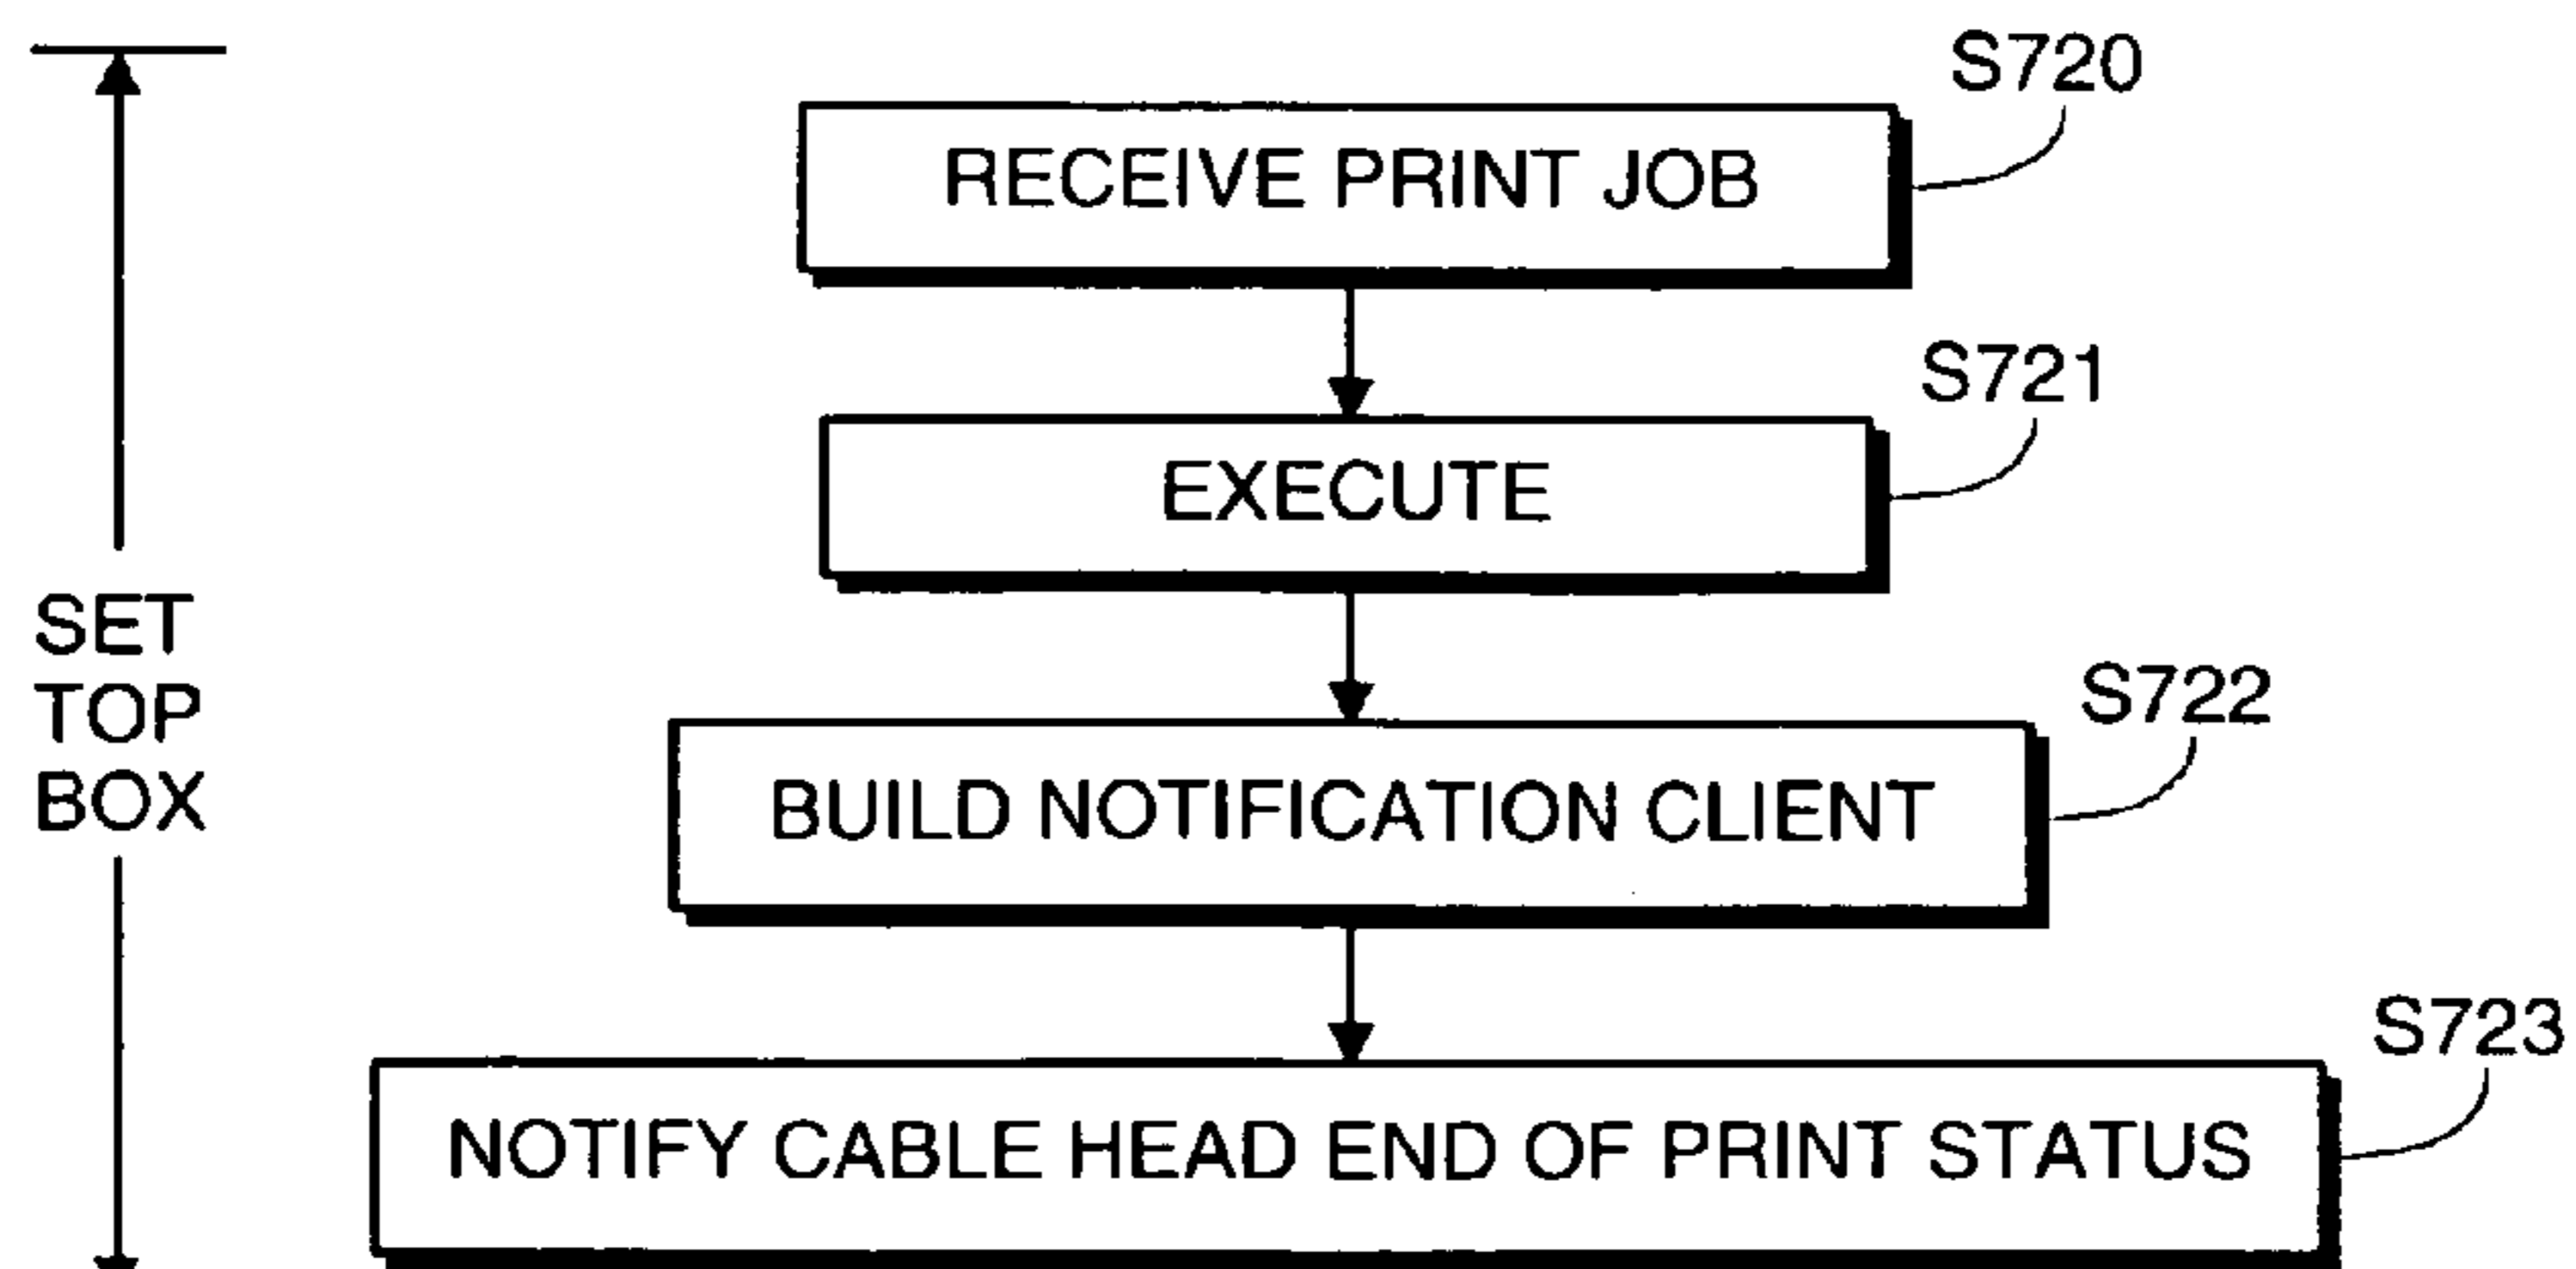 S720
RECEIVE PRINT JOB
S721
EXECUTE
SET
TOP
BOX
S722
BUILD NOTIFICATION CLIENT
S723
NOTIFY CABLE HEAD END OF PRINT STATUS